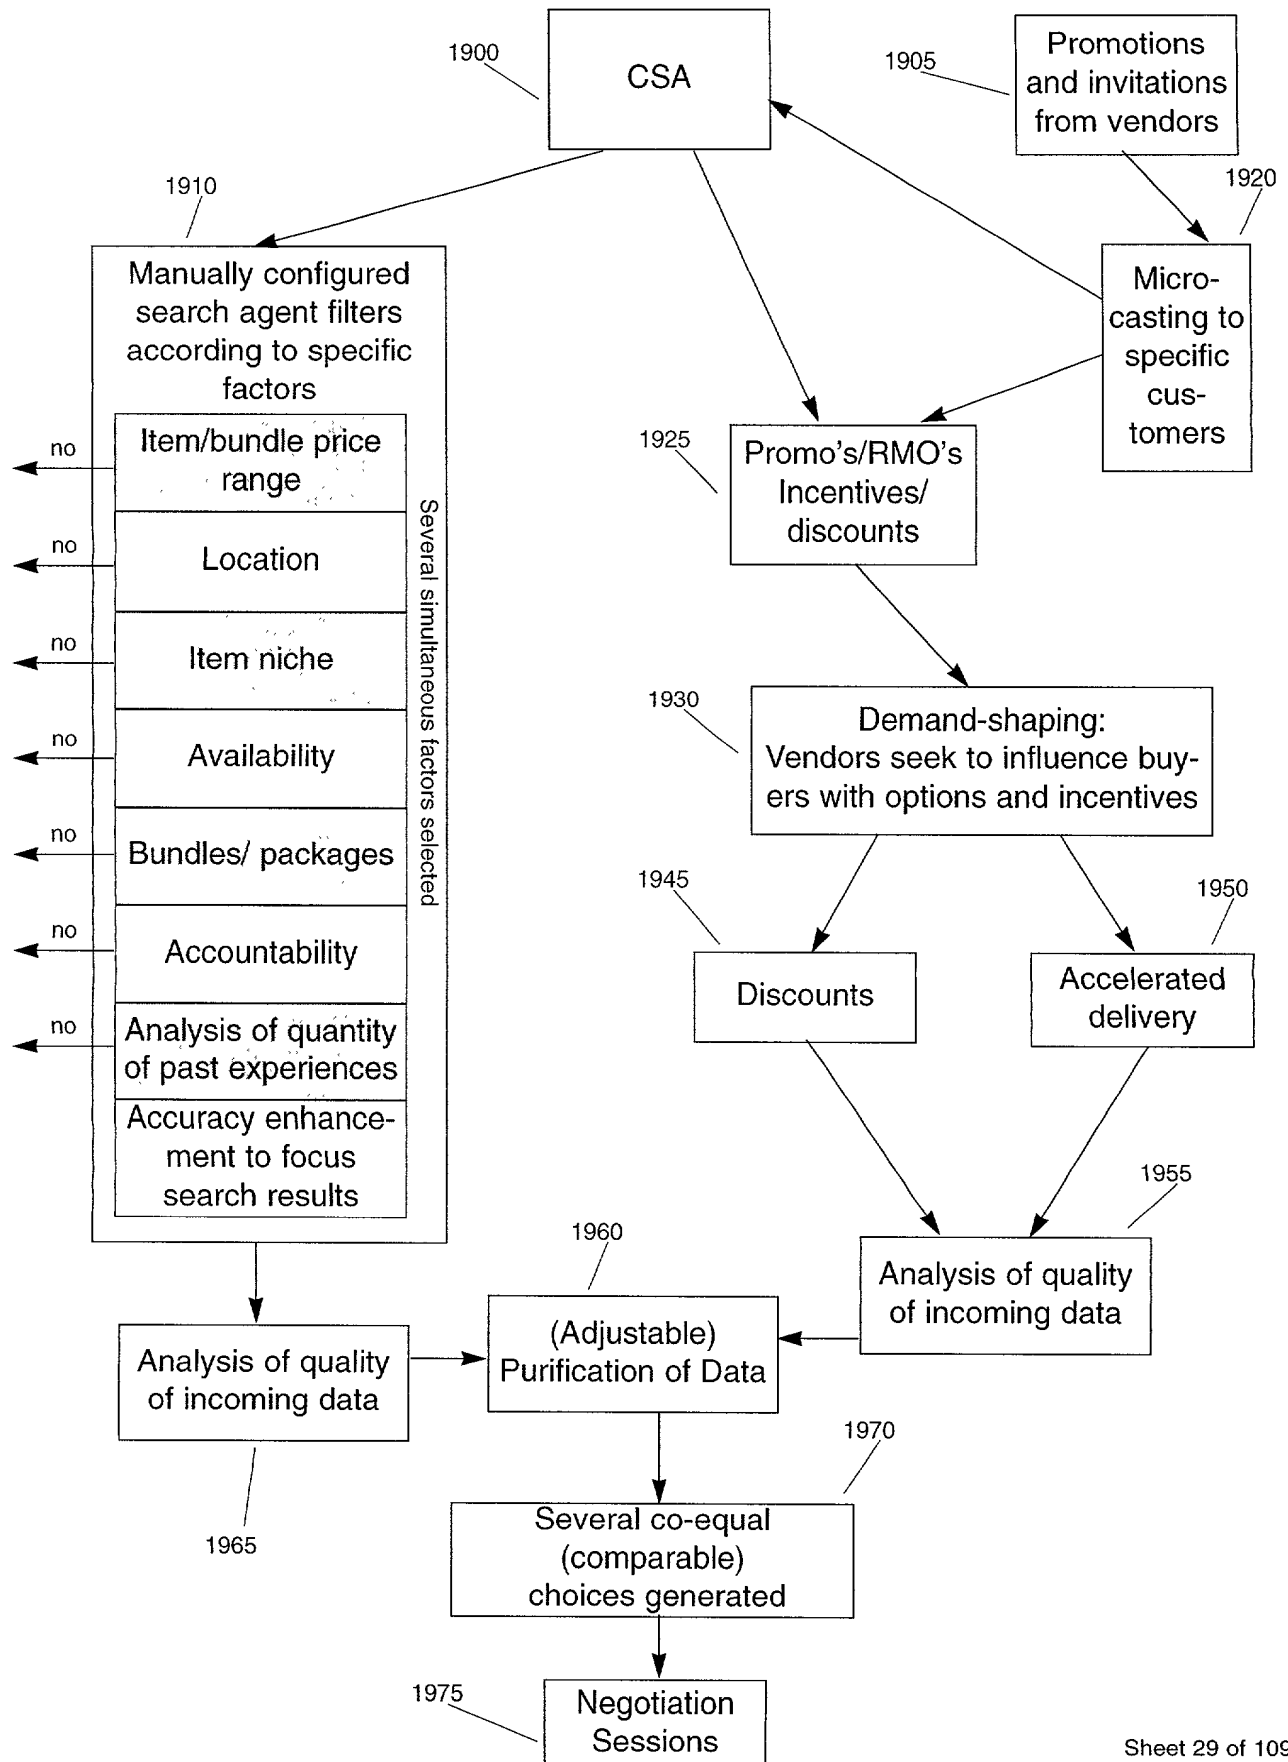 1900
CSA
1905
Promotions
and invitations
from vendors
1910
1920
Manually configured
search agent filters
according to specific
factors
Micro-
casting to
specific
cus-
tomers
no
Item/bundle price
range
no
Location
no
Item niche
no
Availability
no
Bundles/ packages
no
Accountability
no
Analysis of quantity
of past experiences
Accuracy enhance-
ment to focus
search results
Several simultaneous factors selected
1925
Promo's/RMO's
Incentives/
discounts
1930
Demand-shaping:
Vendors seek to influence buy-
ers with options and incentives
1945
Discounts
1950
Accelerated
delivery
1955
Analysis of quality
of incoming data
1960
(Adjustable)
Purification of Data
Analysis of quality
of incoming data
1965
1970
Several co-equal
(comparable)
choices generated
1975
Negotiation
Sessions
Sheet 29 of 109